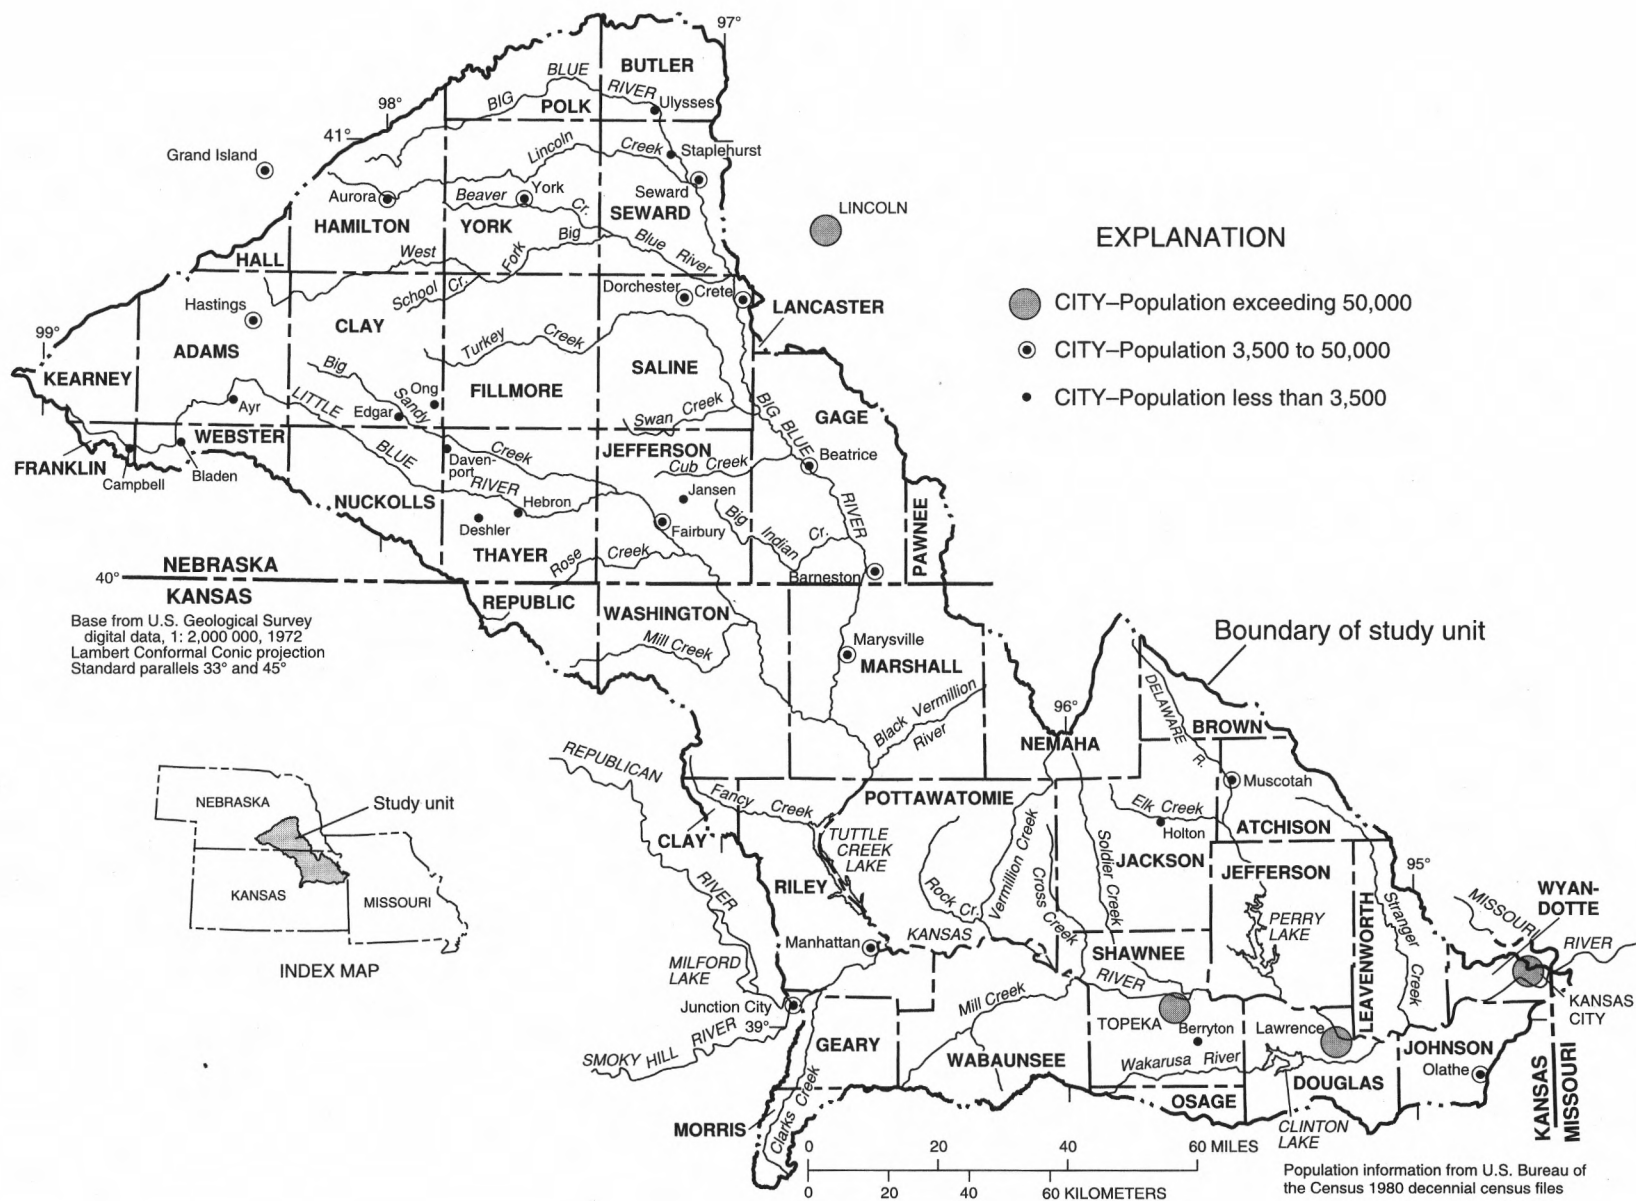 97°
BUTLER
BLUE
RIVER
BIG
POLK
Ulysses
98°
41°
Lincoln
Creek
Staplehurst
Grand Island
Aurora
Beaver
York
Cr.
Seward
SEWARD
HAMILTON
YORK
LINCOLN
Big
Blue
River
West
Fork
HALL
School Cr.
Dorchester
Crete
LANCASTER
Hastings
CLAY
99°
ADAMS
Turkey
Creek
KEARNEY
Big
Sandy
Ong
FILLMORE
SALINE
Edgar
Ayr
LITTLE
Swan Creek
BIG BLUE
GAGE
WEBSTER
FRANKLIN
Campbell
Bladen
BLUE
Daven-
port
Creek
JEFFERSON
Cub Creek
Beatrice
NUCKOLLS
RIVER
Hebron
Jansen
RIVER
Deshler
Fairbury
Big
Indian
Cr.
PAWNEE
THAYER
Rose
Creek
Barneston
NEBRASKA
40°
KANSAS
REPUBLIC
WASHINGTON
Mill Creek
Marysville
MARSHALL
Base from U.S. Geological Survey
digital data, 1: 2,000 000, 1972
Lambert Conformal Conic projection
Standard parallels 33° and 45°
EXPLANATION
CITY–Population exceeding 50,000
CITY–Population 3,500 to 50,000
CITY–Population less than 3,500
Boundary of study unit
Black Vermillion
River
96°
NEMAHA
DELAWARE R.
BROWN
REPUBLICAN
Muscotah
POTTAWATOMIE
Fancy Creek
CLAY
TUTTLE
CREEK
LAKE
Elk Creek
Holton
ATCHISON
JACKSON
JEFFERSON
RILEY
RIVER
Rock Cr.
Vermillion Creek
Cross Creek
Soldier Creek
95°
PERRY
LAKE
LEAVENWORTH
Stranger
Creek
MISSOURI
RIVER
WYAN-
DOTTE
Manhattan
KANSAS
SHAWNEE
RIVER
MILFORD
LAKE
Junction City
39°
SMOKY HILL RIVER
Mill Creek
TOPEKA
Berryton
Lawrence
KANSAS
CITY
GEARY
WABAUNSEE
Wakarusa River
JOHNSON
Olathe
DOUGLAS
OSAGE
CLINTON
LAKE
KANSAS
MISSOURI
MORRIS
Clarks Creek
NEBRASKA
Study unit
KANSAS
MISSOURI
INDEX MAP
0 20 40 60 MILES
0 20 40 60 KILOMETERS
Population information from U.S. Bureau of
the Census 1980 decennial census files